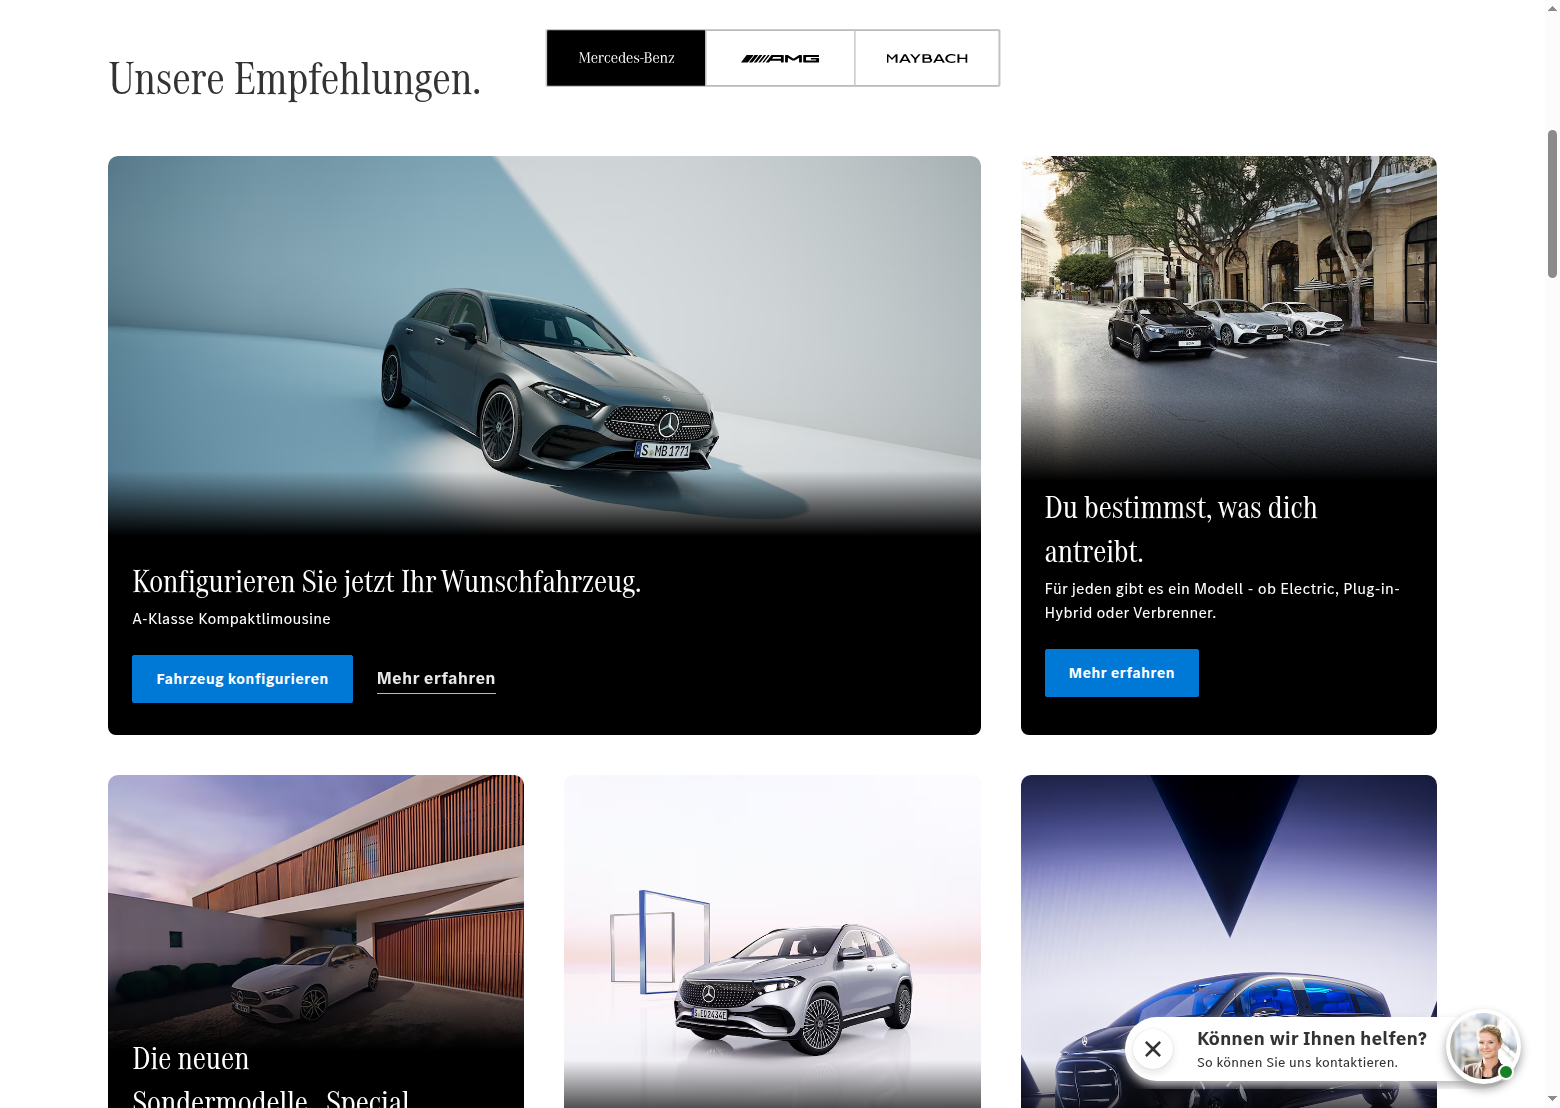 Unsere Empfehlungen.
Mercedes-Benz
AMG
MAYBACH
S MB 1771
Konfigurieren Sie jetzt Ihr Wunschfahrzeug.
A-Klasse Kompaktlimousine
Fahrzeug konfigurieren
Mehr erfahren
Du bestimmst, was dich
antreibt.
Für jeden gibt es ein Modell - ob Electric, Plug-in-
Hybrid oder Verbrenner.
Mehr erfahren
Die neuen
Sondermodelle „Special
Können wir Ihnen helfen?
So können Sie uns kontaktieren.